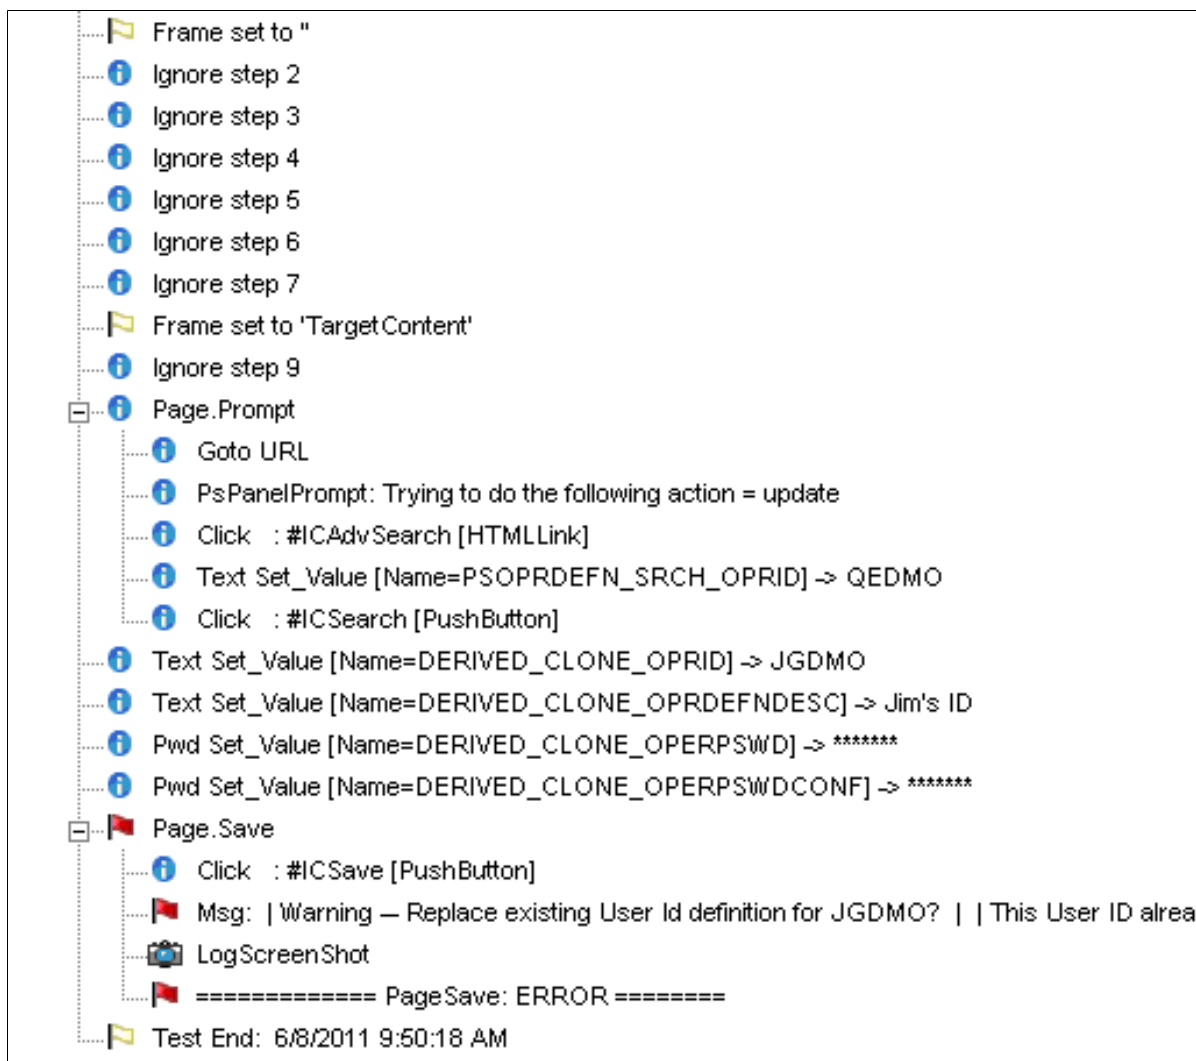 Frame set to ''
Ignore step 2
Ignore step 3
Ignore step 4
Ignore step 5
Ignore step 6
Ignore step 7
Frame set to 'TargetContent'
Ignore step 9
Page.Prompt
Goto URL
PsPanelPrompt: Trying to do the following action = update
Click : #ICAdvSearch [HTMLLink]
Text Set_Value [Name=PSOPRDEFN_SRCH_OPRID] -> QEDMO
Click : #ICSearch [PushButton]
Text Set_Value [Name=DERIVED_CLONE_OPRID] -> JGDMO
Text Set_Value [Name=DERIVED_CLONE_OPRDEFNDESC] -> Jim's ID
Pwd Set_Value [Name=DERIVED_CLONE_OPERPSWD] -> *******
Pwd Set_Value [Name=DERIVED_CLONE_OPERPSWDCONF] -> *******
Page.Save
Click : #ICSave [PushButton]
Msg: | Warning -- Replace existing User Id definition for JGDMO? | | This User ID alrea
LogScreenShot
============= PageSave: ERROR ========
Test End: 6/8/2011 9:50:18 AM